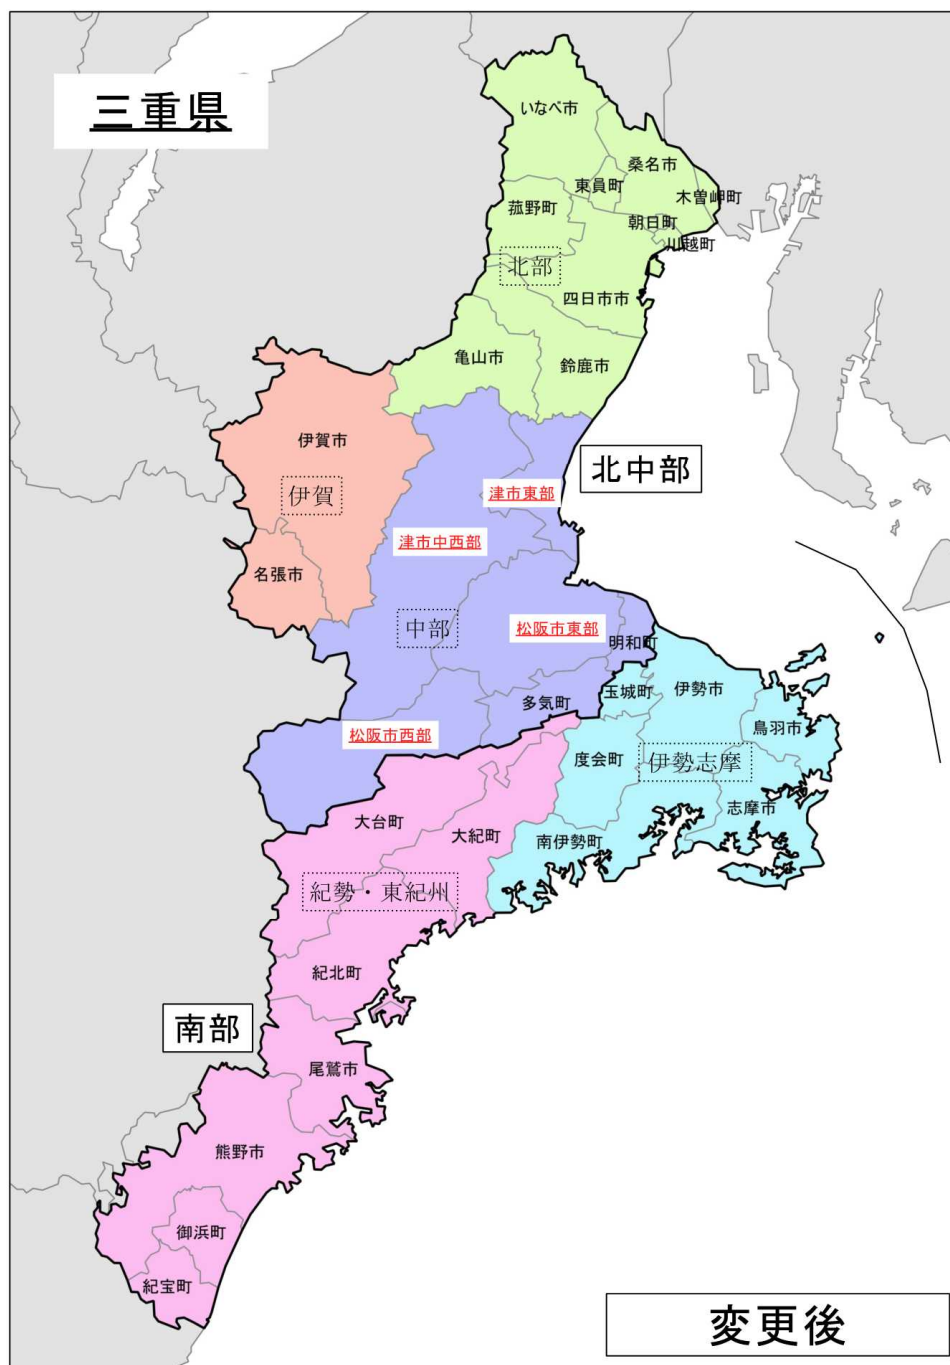 三重県
いなべ市
桑名市
東員町
木曽岬町
菰野町
朝日町
川越町
北部
四日市市
亀山市
鈴鹿市
伊賀市
北中部
伊賀
津市東部
津市中西部
名張市
中部
松阪市東部
明和町
玉城町
伊勢市
多気町
鳥羽市
松阪市西部
度会町
伊勢志摩
志摩市
大台町
大紀町
南伊勢町
紀勢・東紀州
紀北町
南部
尾鷲市
熊野市
御浜町
紀宝町
変更後